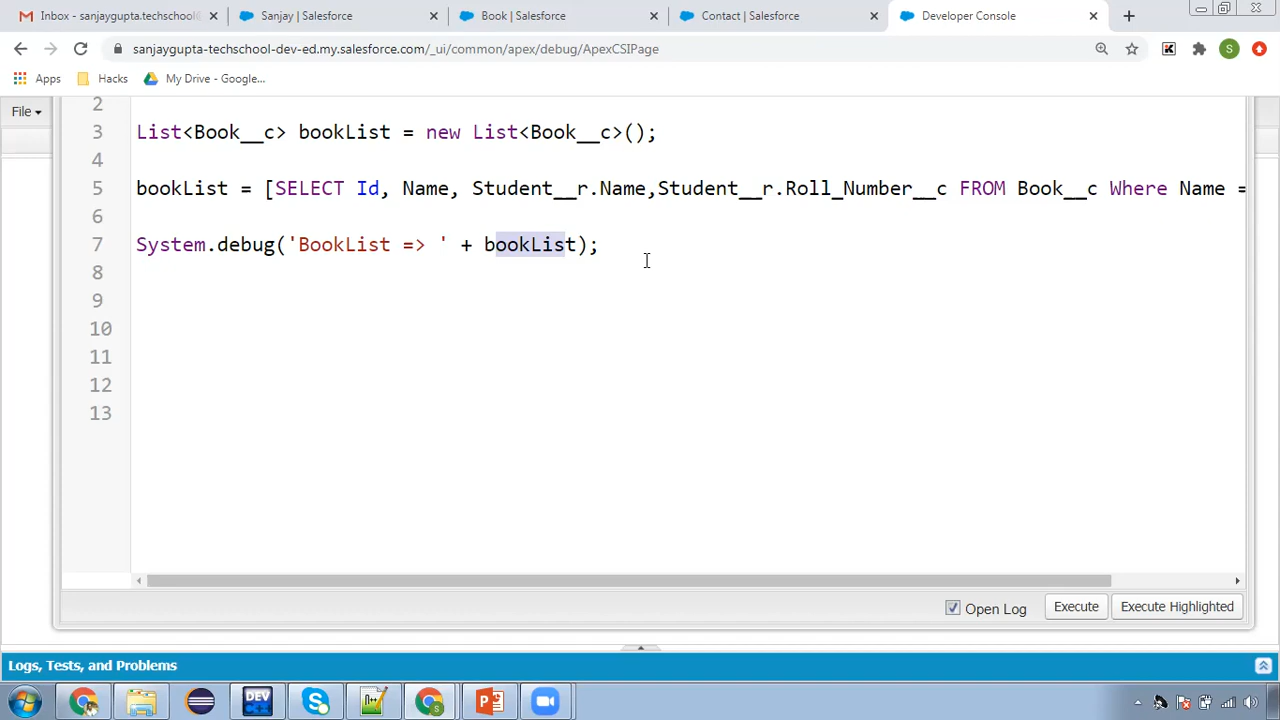 Inbox - sanjaygupta.techschool@
Sanjay | Salesforce
Book | Salesforce
Contact | Salesforce
Developer Console
sanjaygupta-techschool-dev-ed.my.salesforce.com/_ui/common/apex/debug/ApexCSIPage
S
Apps
Hacks
My Drive - Google...
File
2
3 List<Book__c> bookList = new List<Book__c>();
4
5 bookList = [SELECT Id, Name, Student__r.Name,Student__r.Roll_Number__c FROM Book__c Where Name =
6
7 System.debug('BookList => ' + bookList);
8
9
10
11
12
13
Open Log
Execute
Execute Highlighted
Logs, Tests, and Problems
DEV